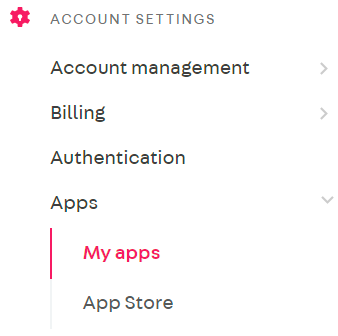 ACCOUNT SETTINGS
Account management
Billing
Authentication
Apps
My apps
App Store